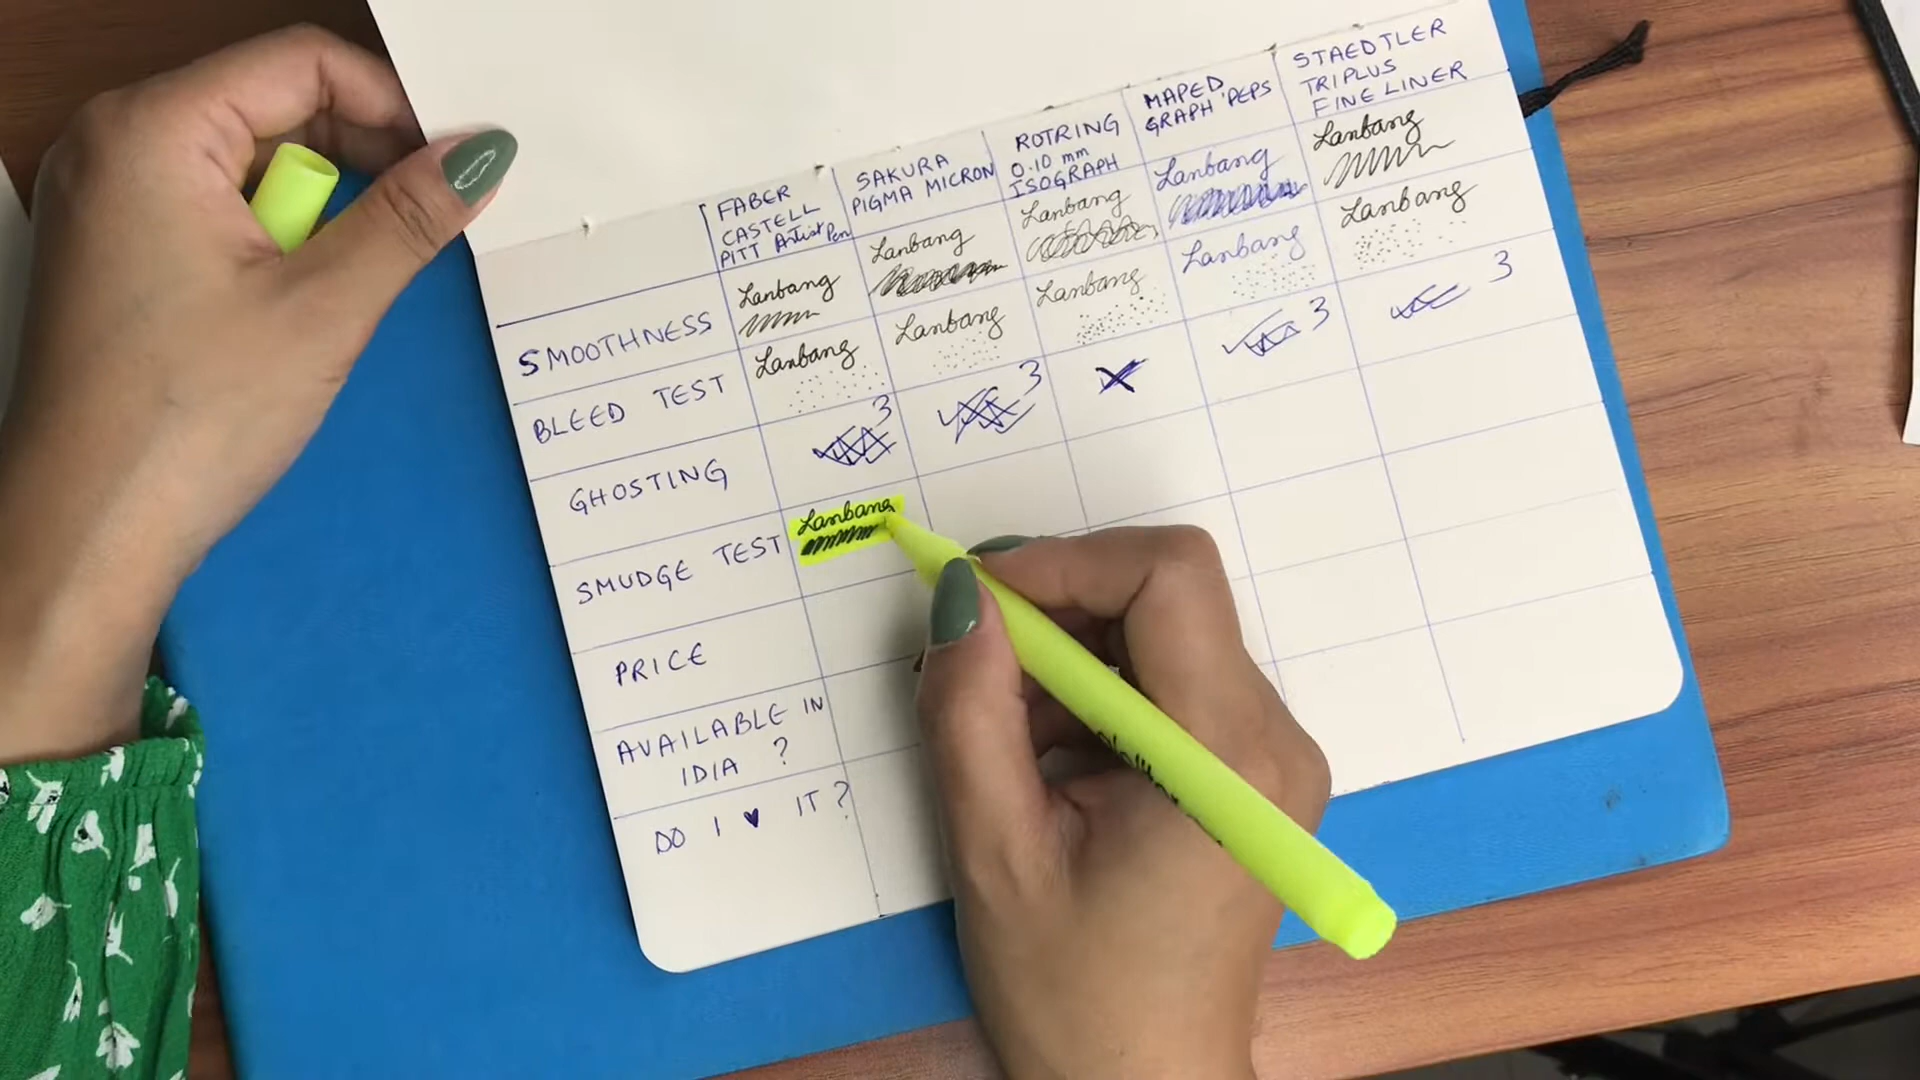 FABER
CASTELL
PITT Artist Pen
SAKURA
PIGMA MICRON
ROTRING
0.10 mm
ISOGRAPH
MAPED
GRAPH'PEPS
STAEDTLER
TRIPLUS
FINE LINER
SMOOTHNESS
Lanbang
Lanbang
Lanbang
Lanbang
Lanbang
BLEED TEST
Lanbang
Lanbang
Lanbang
Lanbang
Lanbang
GHOSTING
3
3
3
3
SMUDGE TEST
Lanbang
PRICE
AVAILABLE IN
IDIA ?
DO I ♥ IT ?